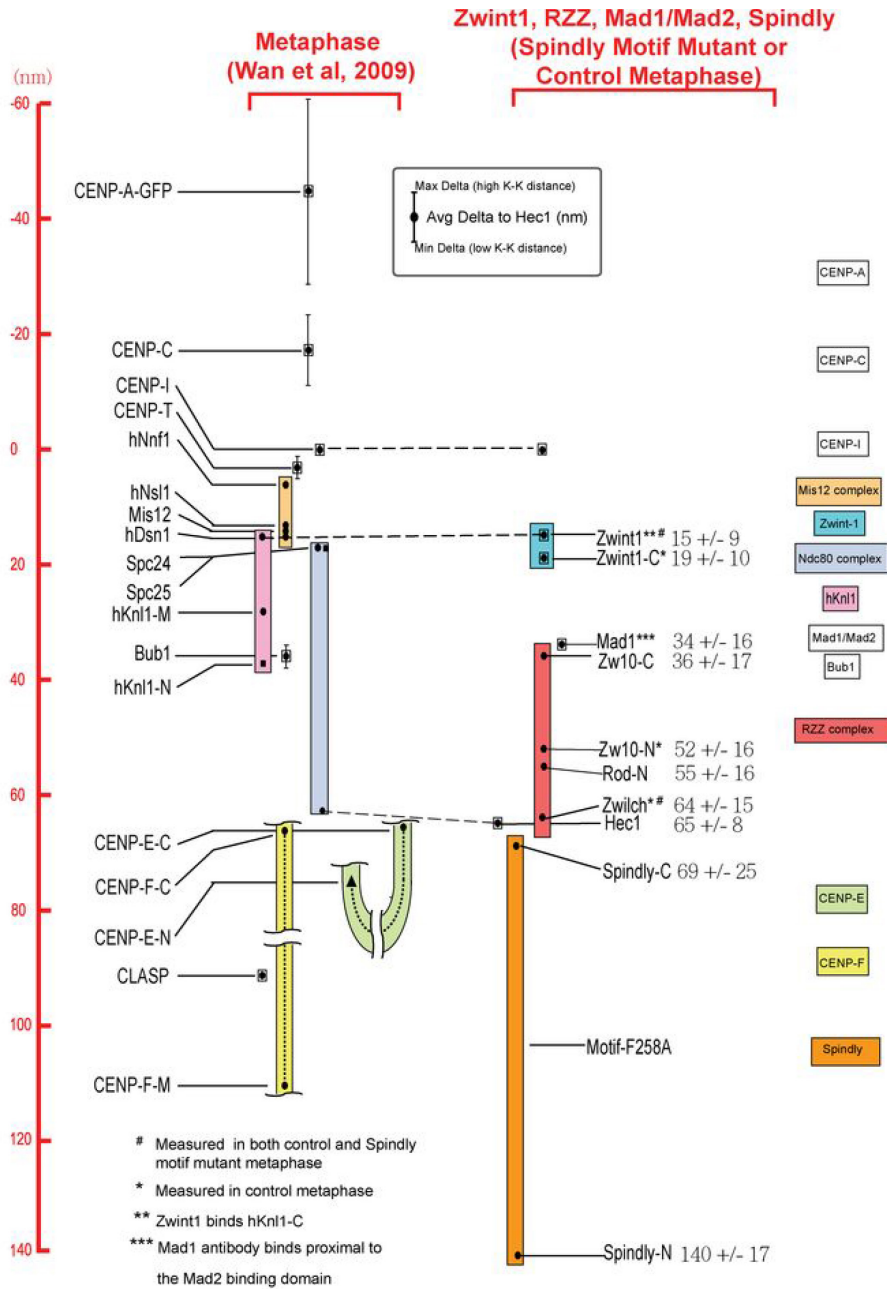 Zwint1, RZZ, Mad1/Mad2, Spindly
(Spindly Motif Mutant or
Control Metaphase)
Metaphase
(Wan et al, 2009)
(nm)
-60
-40
-20
0
20
40
60
80
100
120
140
CENP-A-GFP
CENP-C
CENP-I
CENP-T
hNnf1
hNsl1
Mis12
hDsn1
Spc24
Spc25
hKnl1-M
Bub1
hKnl1-N
CENP-E-C
CENP-F-C
CENP-E-N
CLASP
CENP-F-M
Max Delta (high K-K distance)
Avg Delta to Hec1 (nm)
Min Delta (low K-K distance)
Zwint1**# 15 +/- 9
Zwint1-C* 19 +/- 10
Mad1*** 34 +/- 16
Zw10-C 36 +/- 17
Zw10-N* 52 +/- 16
Rod-N 55 +/- 16
Zwilch*# 64 +/- 15
Hec1 65 +/- 8
Spindly-C 69 +/- 25
Motif-F258A
Spindly-N 140 +/- 17
CENP-A
CENP-C
CENP-I
Mis12 complex
Zwint-1
Ndc80 complex
hKnl1
Mad1/Mad2
Bub1
RZZ complex
CENP-E
CENP-F
Spindly
# Measured in both control and Spindly
motif mutant metaphase
* Measured in control metaphase
** Zwint1 binds hKnl1-C
*** Mad1 antibody binds proximal to
the Mad2 binding domain